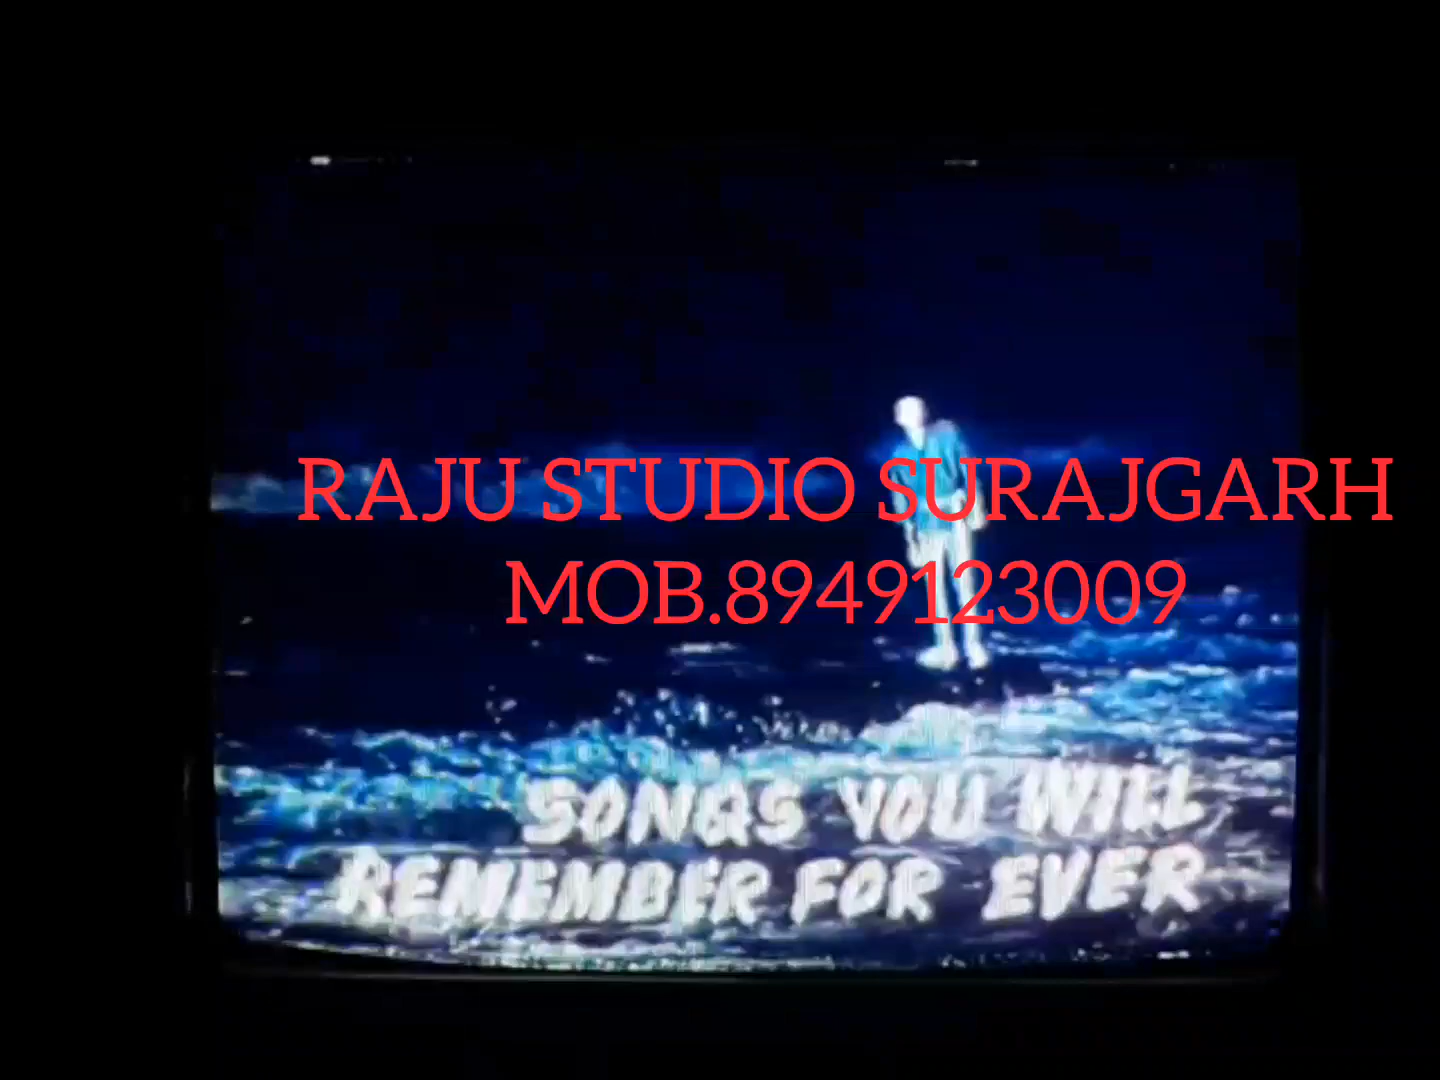 RAJU STUDIO SURAJGARH
MOB.8949123009
SONGS YOU WILL
REMEMBER FOR EVER